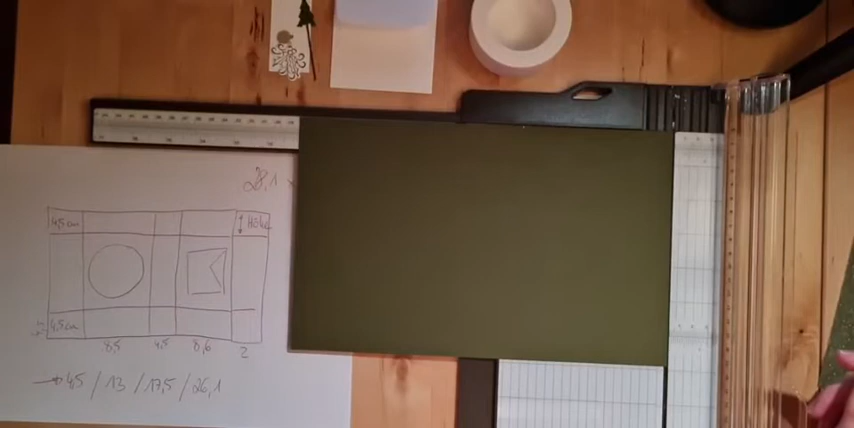 28,1 x
4,5cm
Höhe
4,5cm
8,5 4,5 8,6 2
→ 4,5 / 13 / 17,5 / 26,1